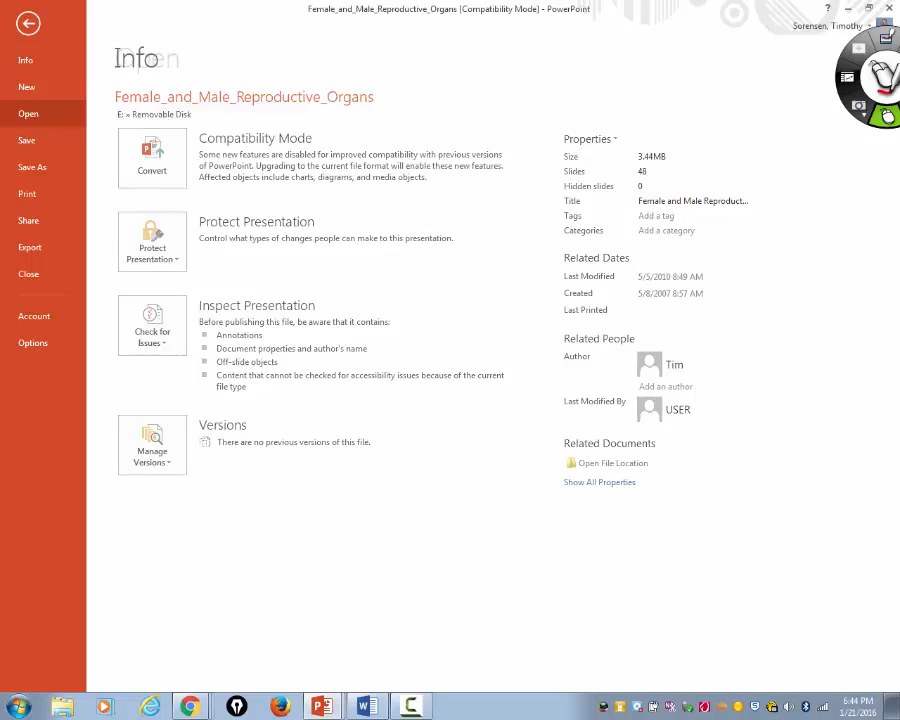 Female_and_Male_Reproductive_Organs [Compatibility Mode] - PowerPoint
?
Sorensen, Timothy
Info
Open
Info
New
Open
Save
Save As
Print
Share
Export
Close
Account
Options
Female_and_Male_Reproductive_Organs
E: » Removable Disk
Convert
Compatibility Mode
Some new features are disabled for improved compatibility with previous versions
of PowerPoint. Upgrading to the current file format will enable these new features.
Affected objects include charts, diagrams, and media objects.
Protect
Presentation
Protect Presentation
Control what types of changes people can make to this presentation.
Check for
Issues
Inspect Presentation
Before publishing this file, be aware that it contains:
Annotations
Document properties and author's name
Off-slide objects
Content that cannot be checked for accessibility issues because of the current
file type
Manage
Versions
Versions
There are no previous versions of this file.
Properties
Size 3.44MB
Slides 48
Hidden slides 0
Title Female and Male Reproduct...
Tags Add a tag
Categories Add a category
Related Dates
Last Modified 5/5/2010 8:49 AM
Created 5/8/2007 8:57 AM
Last Printed
Related People
Author Tim
Add an author
Last Modified By USER
Related Documents
Open File Location
Show All Properties
6:44 PM
1/21/2016